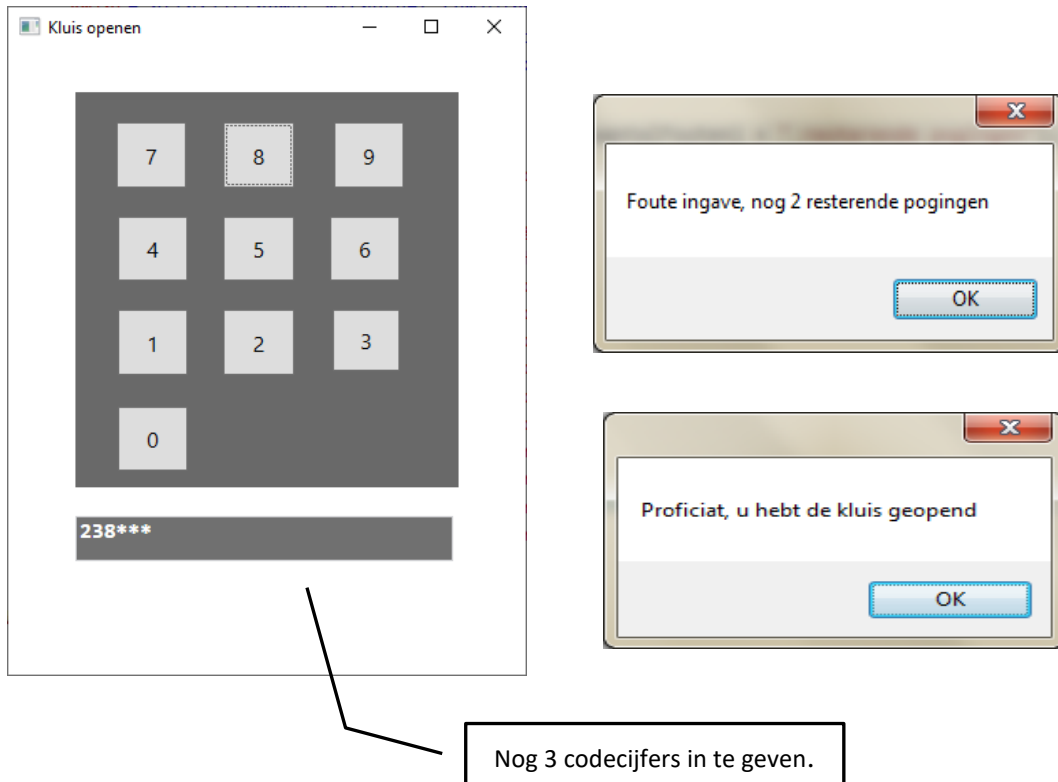 Kluis openen
7 8 9
4 5 6
1 2 3
0
238***
Foute ingave, nog 2 resterende pogingen
OK
Proficiat, u hebt de kluis geopend
OK
Nog 3 codecijfers in te geven.